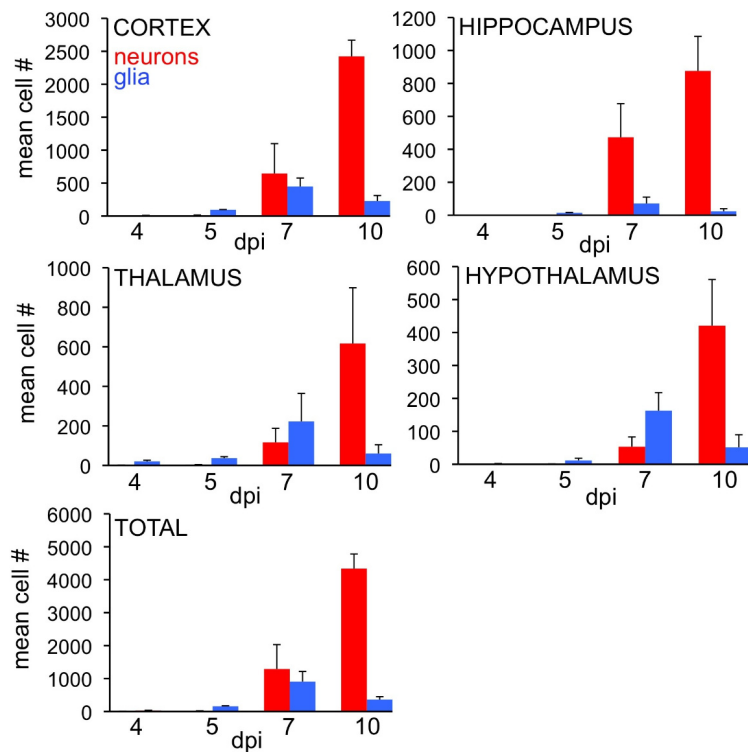 CORTEX
neurons
glia
mean cell #
3000
2500
2000
1500
1000
500
0
4 5 7 10
dpi
HIPPOCAMPUS
1200
1000
800
600
400
200
0
4 5 7 10
dpi
THALAMUS
mean cell #
1000
800
600
400
200
0
4 5 7 10
dpi
HYPOTHALAMUS
600
500
400
300
200
100
0
4 5 7 10
dpi
TOTAL
mean cell #
6000
5000
4000
3000
2000
1000
0
4 5 7 10
dpi